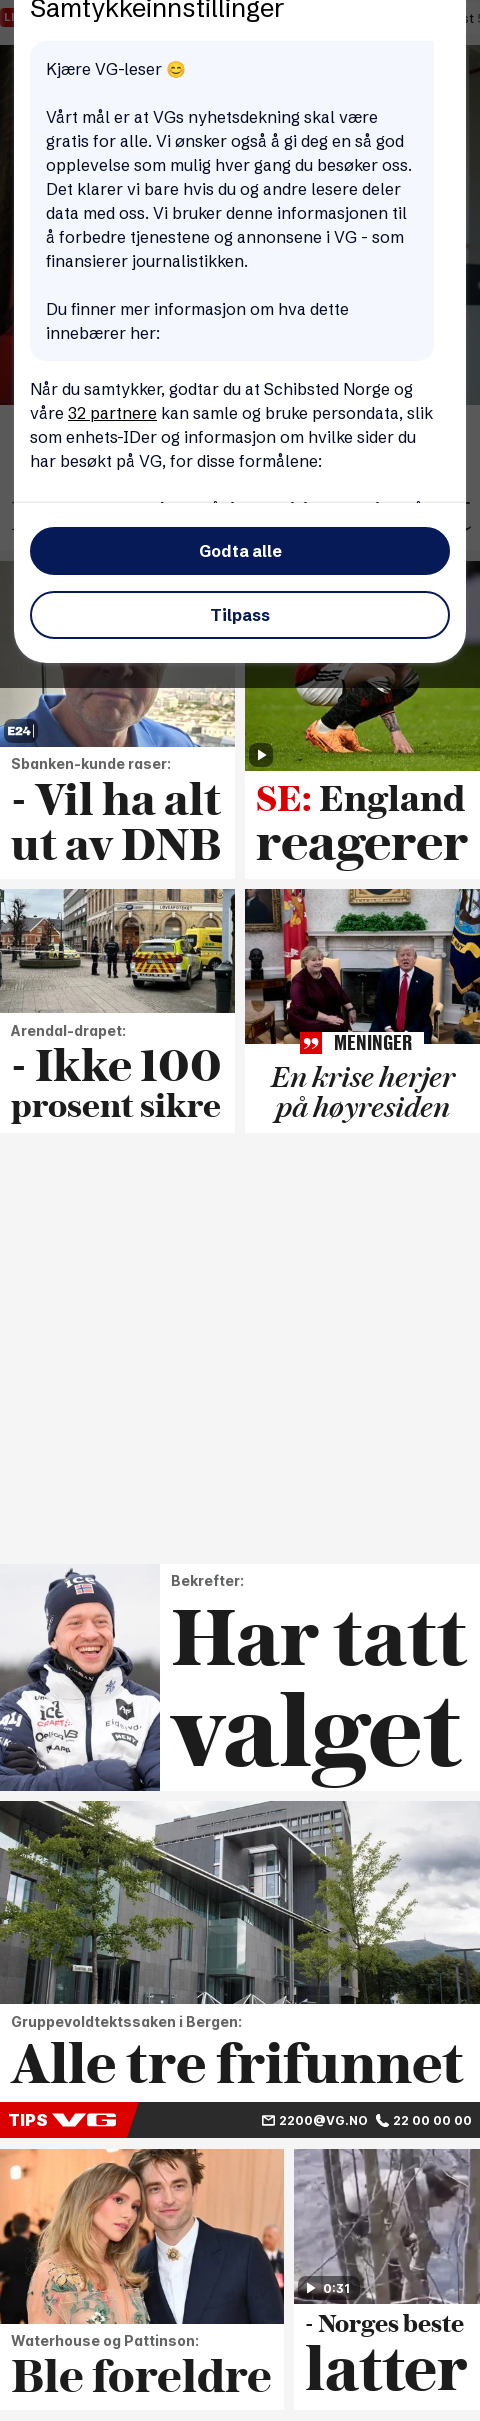 Samtykkeinnstillinger
Kjære VG-leser 😊
Vårt mål er at VGs nyhetsdekning skal være
gratis for alle. Vi ønsker også å gi deg en så god
opplevelse som mulig hver gang du besøker oss.
Det klarer vi bare hvis du og andre lesere deler
data med oss. Vi bruker denne informasjonen til
å forbedre tjenestene og annonsene i VG - som
finansierer journalistikken.
Du finner mer informasjon om hva dette
innebærer her:
Når du samtykker, godtar du at Schibsted Norge og
våre 32 partnere kan samle og bruke persondata, slik
som enhets-IDer og informasjon om hvilke sider du
har besøkt på VG, for disse formålene:
Godta alle
Tilpass
E24
Sbanken-kunde raser:
- Vil ha alt
ut av DNB
SE: England
reagerer
Arendal-drapet:
- Ikke 100
prosent sikre
MENINGER
En krise herjer
på høyresiden
Bekrefter:
Har tatt
valget
Gruppevoldtektssaken i Bergen:
Alle tre frifunnet
TIPS VG 2200@VG.NO 22 00 00 00
Waterhouse og Pattinson:
Ble foreldre
0:31
- Norges beste
latter